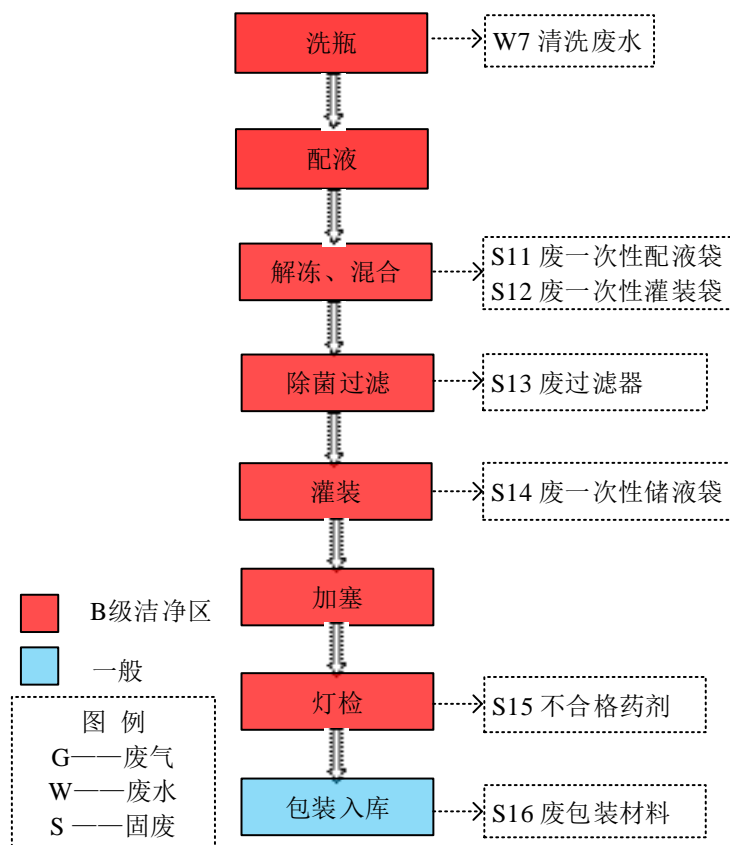 洗瓶
W7 清洗废水
配液
解冻、混合
S11 废一次性配液袋
S12 废一次性灌装袋
除菌过滤
S13 废过滤器
灌装
S14 废一次性储液袋
加塞
B级洁净区
一般
灯检
S15 不合格药剂
包装入库
S16 废包装材料
图 例
G——废气
W——废水
S ——固废